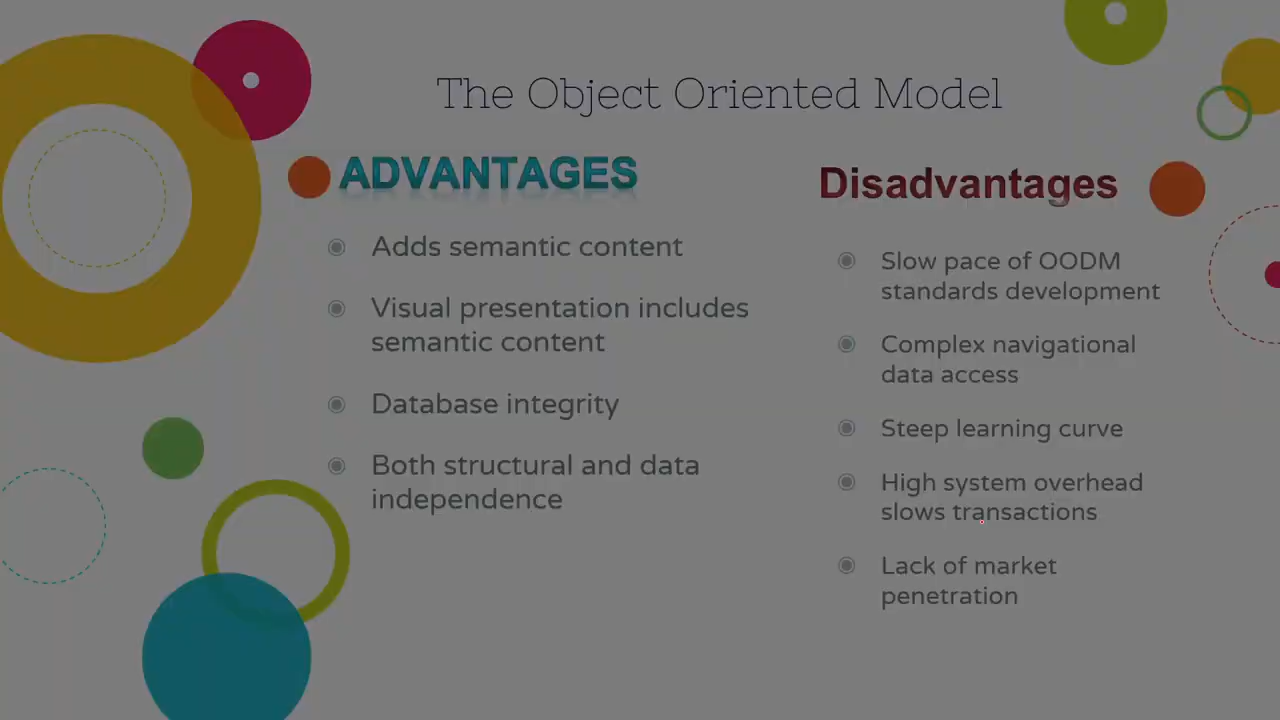 The Object Oriented Model
ADVANTAGES
Adds semantic content
Visual presentation includes
semantic content
Database integrity
Both structural and data
independence
Disadvantages
Slow pace of OODM
standards development
Complex navigational
data access
Steep learning curve
High system overhead
slows transactions
Lack of market
penetration